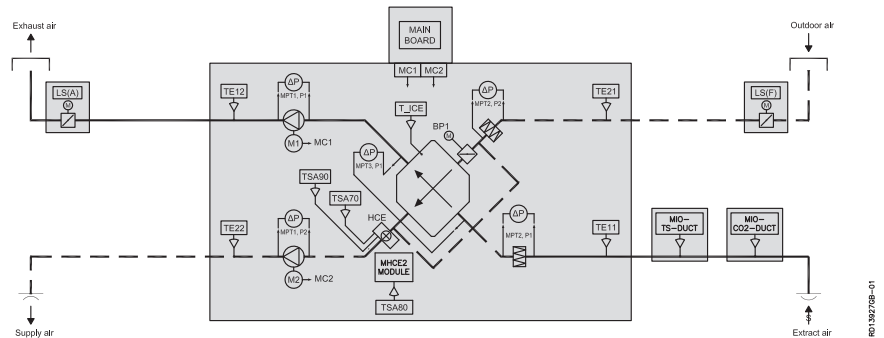 Exhaust air
Outdoor air
MAIN
BOARD
MC1
MC2
LS(A)
M
TE12
ΔP
MPT1, P1
M1
MC1
T_ICE
BP1
M
ΔP
MPT2, P2
TE21
LS(F)
M
ΔP
MPT3, P1
TSA90
TSA70
HCE
TE22
ΔP
MPT1, P2
M2
MC2
MHCE2
MODULE
TSA80
ΔP
MPT2, P1
TE11
MIO-
TS-DUCT
MIO-
CO2-DUCT
Supply air
Extract air
RD13927GB-01